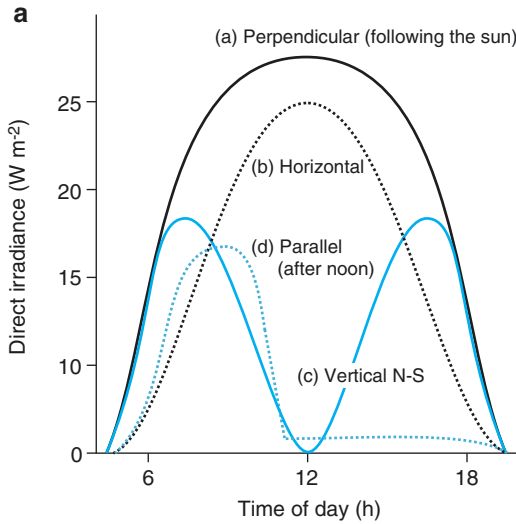 a
(a) Perpendicular (following the sun)
25
(b) Horizontal
20
(d) Parallel
(after noon)
15
10
(c) Vertical N-S
0
6
12
18
Direct irradiance (W m-2)
Time of day (h)